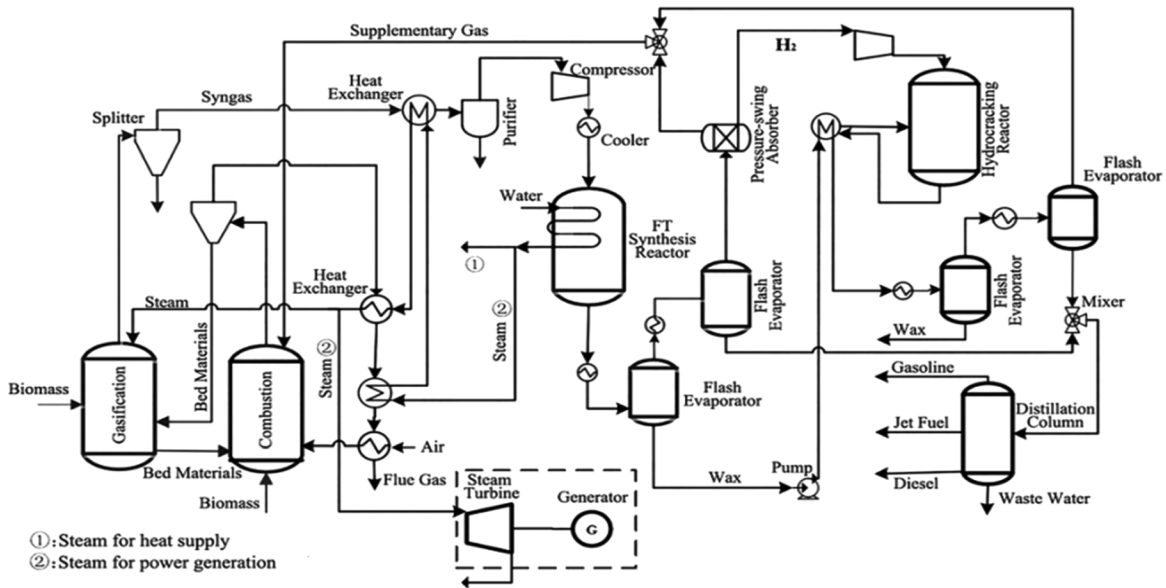 Supplementary Gas
H₂
Compressor
Heat
Exchanger
Syngas
Splitter
Purifier
Cooler
Pressure-swing
Absorber
Hydrocracking
Reactor
Flash
Evaporator
Water
FT
Synthesis
Reactor
①
Heat
Exchanger
Steam
Steam ②
Flash
Evaporator
Flash
Evaporator
Mixer
Wax
Bed Materials
Steam ②
Biomass
Gasification
Combustion
Flash
Evaporator
Gasoline
Jet Fuel
Distillation
Column
Diesel
Air
Bed Materials
Flue Gas
Wax
Pump
Biomass
Steam
Turbine
Generator
G
Waste Water
①:Steam for heat supply
②:Steam for power generation